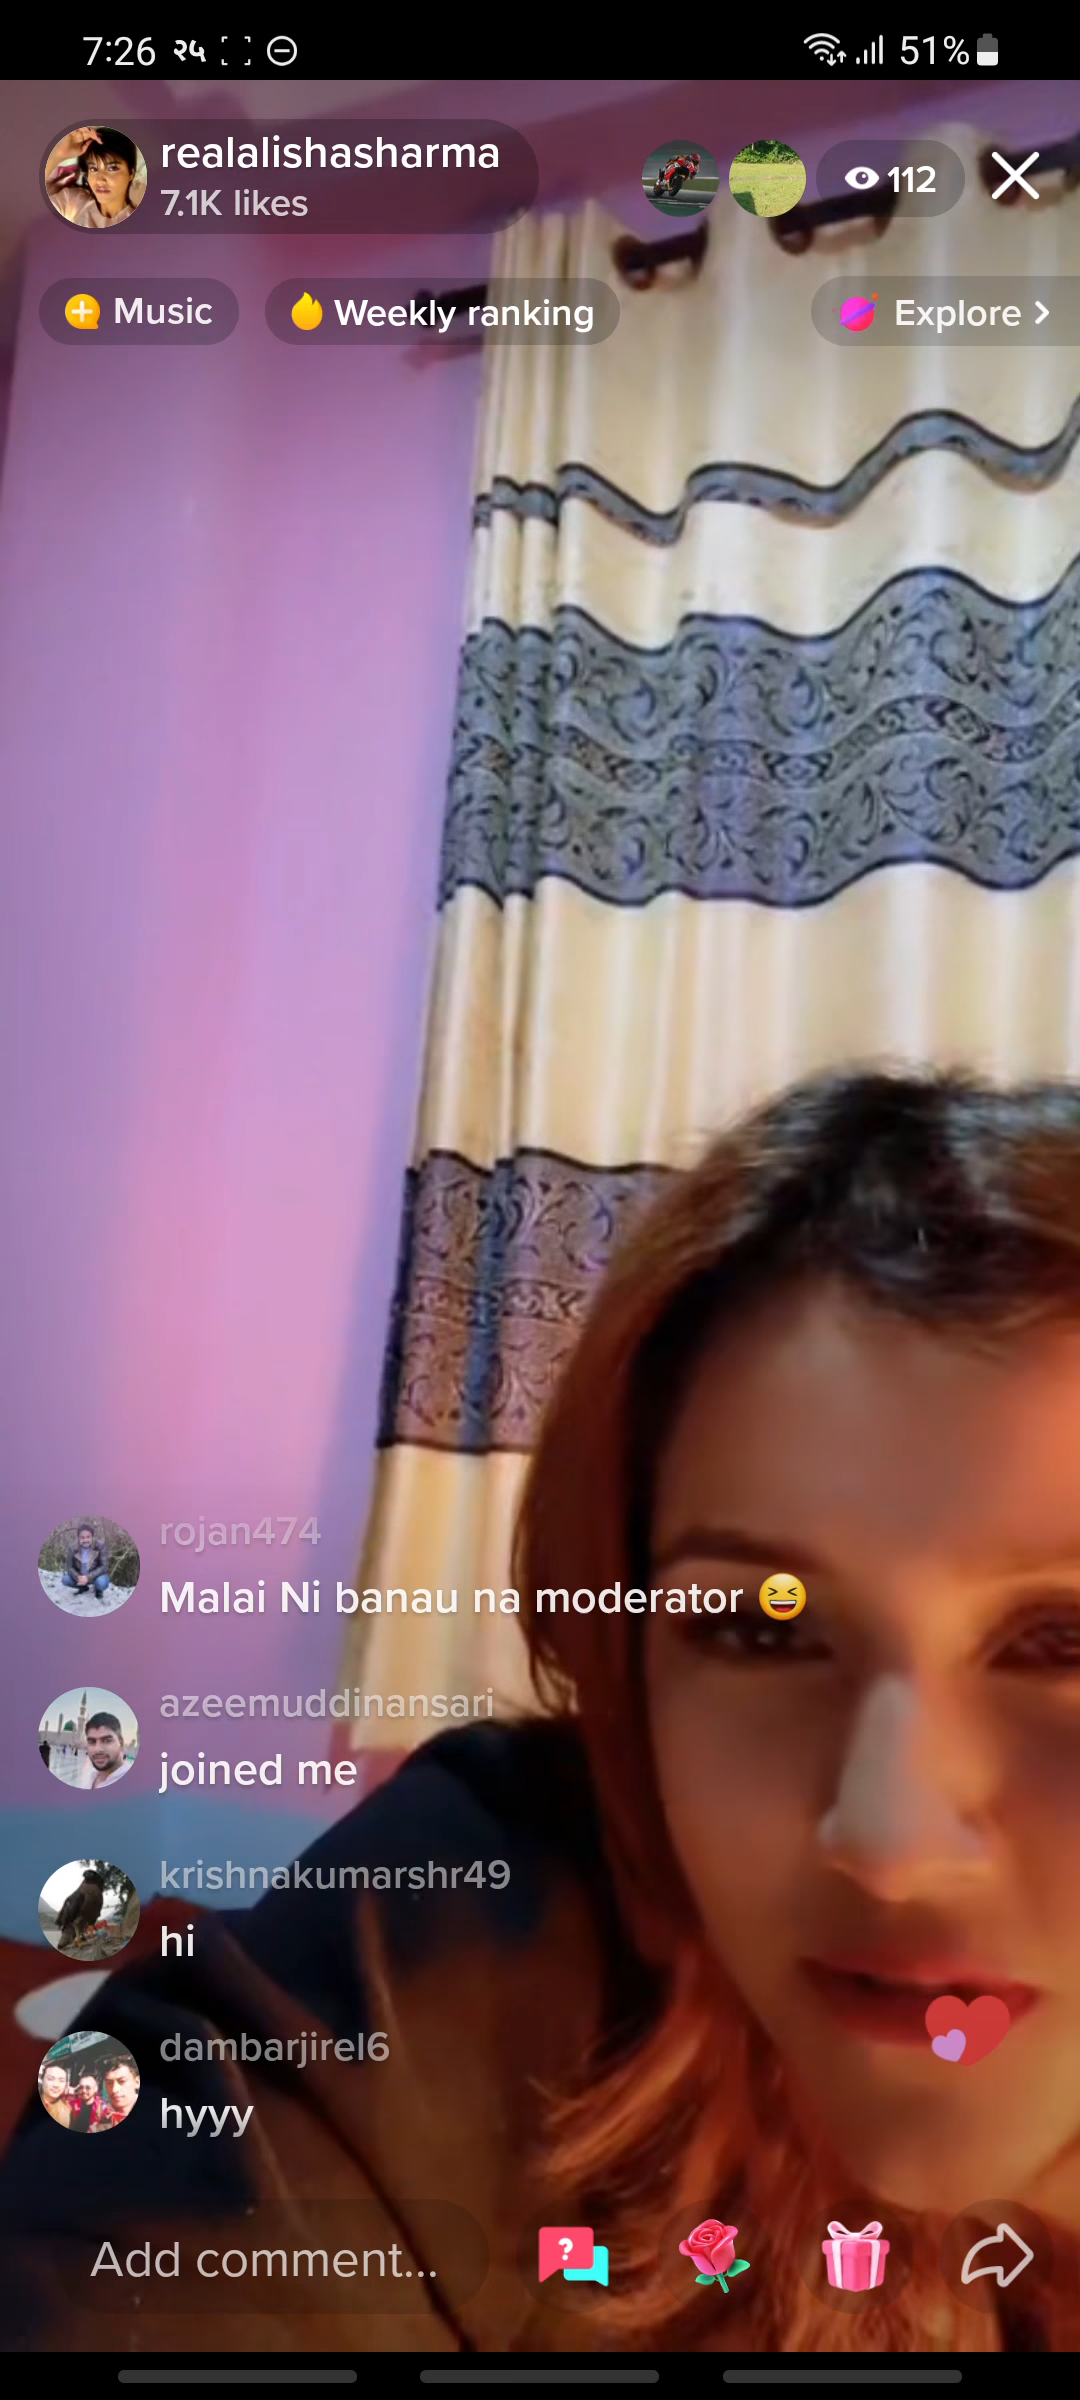 7:26 २५ 51%
realalishasharma
7.1K likes
112
Music
Weekly ranking
Explore
rojan474
Malai Ni banau na moderator 😆
azeemuddinansari
joined me
krishnakumarshr49
hi
dambarjirel6
hyyy
?
Add comment...